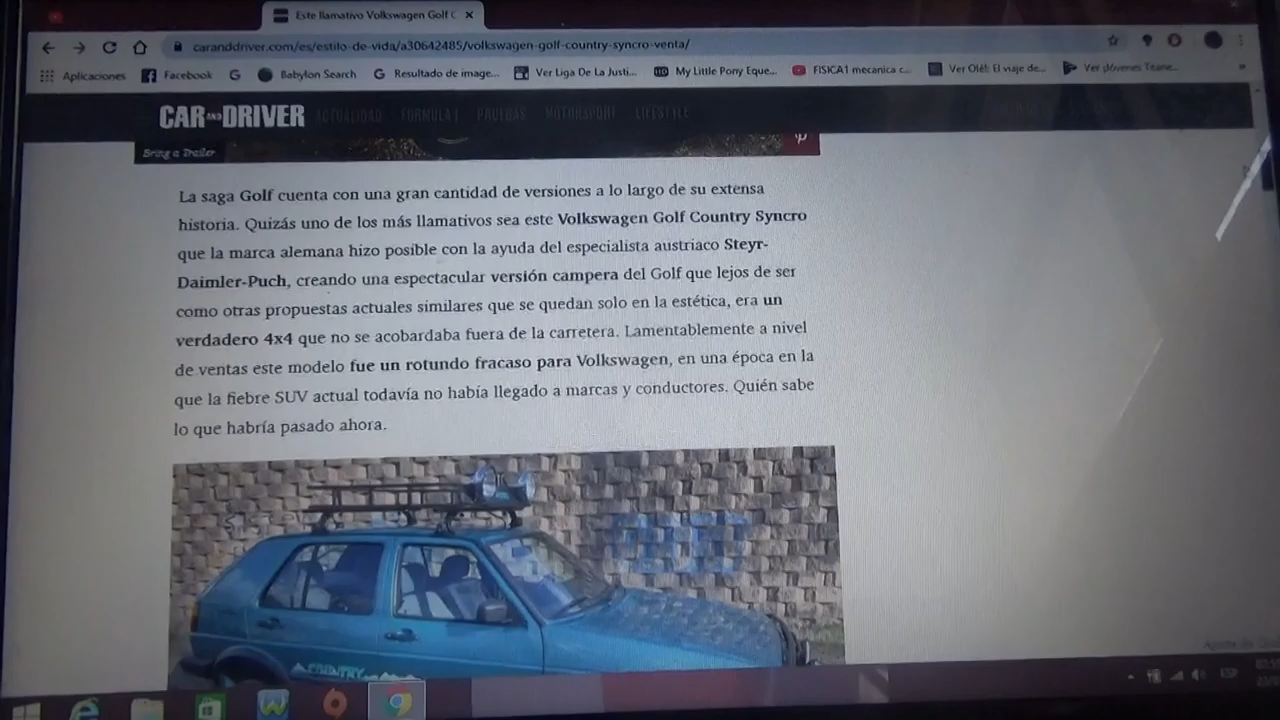 Este llamativo Volkswagen Golf C
caranddriver.com/es/estilo-de-vida/a30642485/volkswagen-golf-country-syncro-venta/
Aplicaciones Facebook Babylon Search Resultado de image... Ver Liga De La Justi... My Little Pony Eque... FISICA1 mecanica c... Ver Olé!: El viaje de... Ver Jóvenes Titane...
CAR AND DRIVER ACTUALIDAD FORMULA 1 PRUEBAS MOTORSPORT LIFESTYLE
Bring a Trailer
La saga Golf cuenta con una gran cantidad de versiones a lo largo de su extensa
historia. Quizás uno de los más llamativos sea este Volkswagen Golf Country Syncro
que la marca alemana hizo posible con la ayuda del especialista austriaco Steyr-
Daimler-Puch, creando una espectacular versión campera del Golf que lejos de ser
como otras propuestas actuales similares que se quedan solo en la estética, era un
verdadero 4x4 que no se acobardaba fuera de la carretera. Lamentablemente a nivel
de ventas este modelo fue un rotundo fracaso para Volkswagen, en una época en la
que la fiebre SUV actual todavía no había llegado a marcas y conductores. Quién sabe
lo que habría pasado ahora.
COUNTRY
ESP